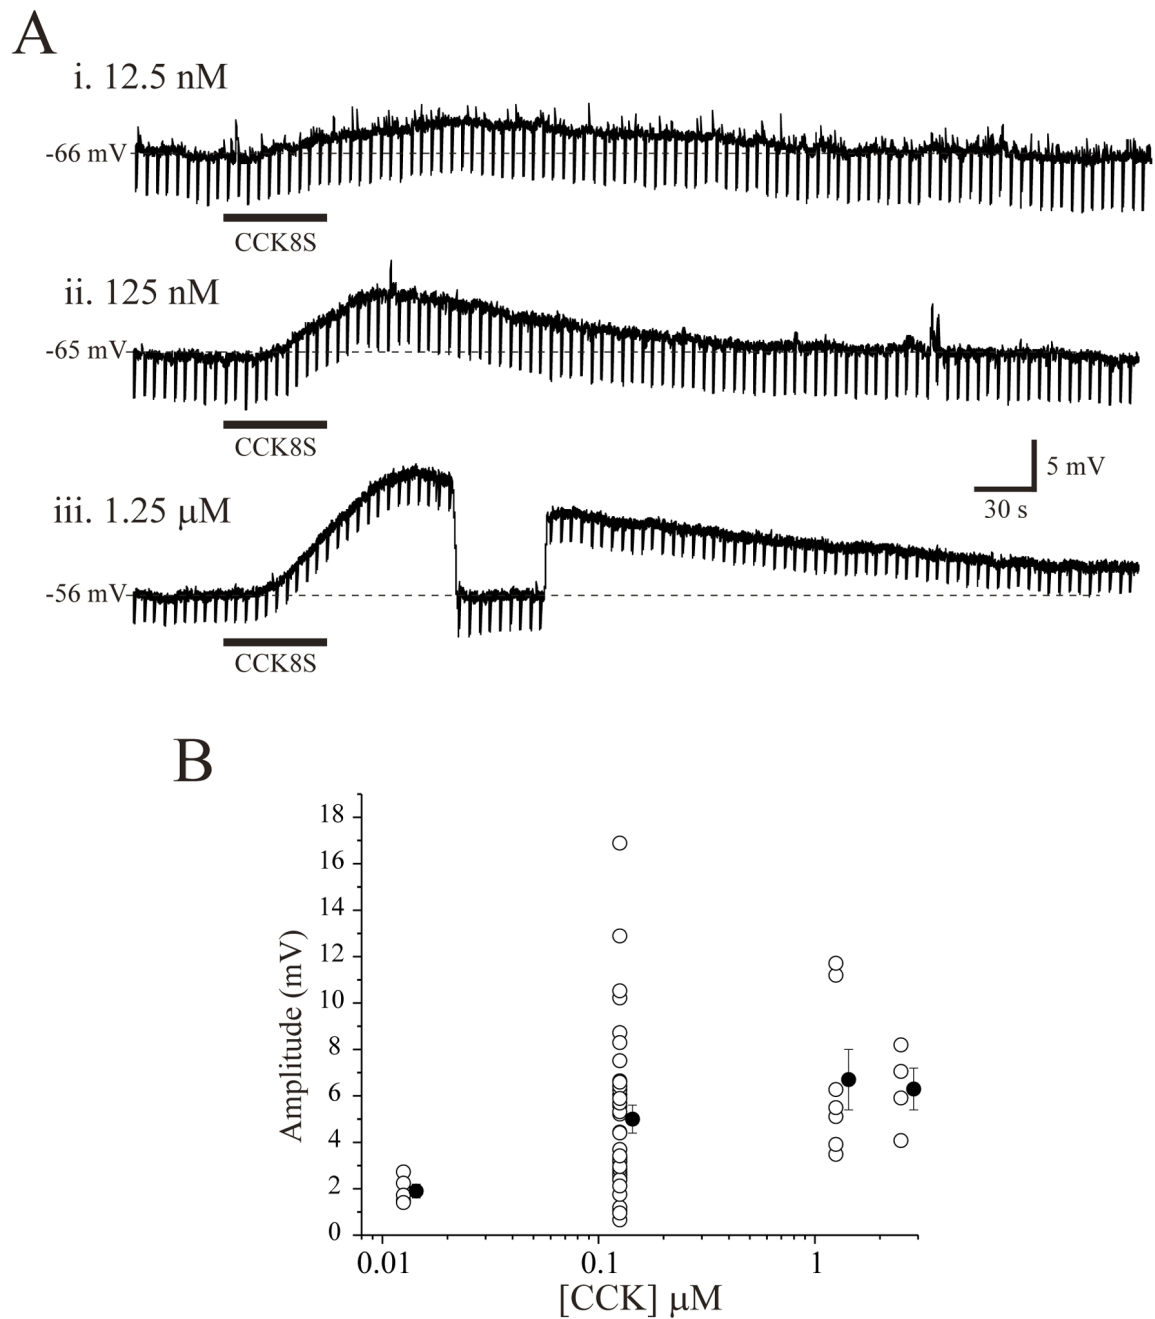 A
i. 12.5 nM
-66 mV
CCK8S
ii. 125 nM
-65 mV
CCK8S
5 mV
30 s
iii. 1.25 μM
-56 mV
CCK8S
B
18
16
14
12
10
8
6
4
2
0
Amplitude (mV)
0.01 0.1 1
[CCK] μM